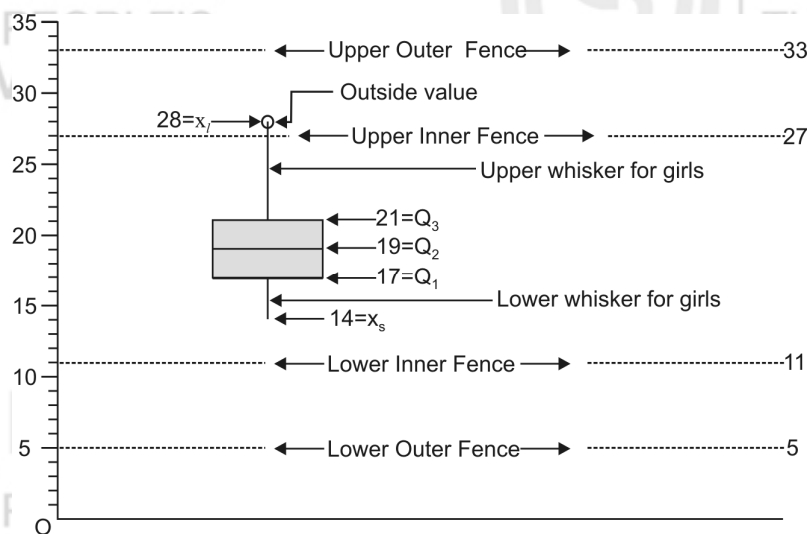 35
Upper Outer Fence
33
30
Outside value
28=xₗ
Upper Inner Fence
27
25
Upper whisker for girls
21=Q₃
20
19=Q₂
17=Q₁
15
Lower whisker for girls
14=xₛ
Lower Inner Fence
11
10
5
Lower Outer Fence
5
O